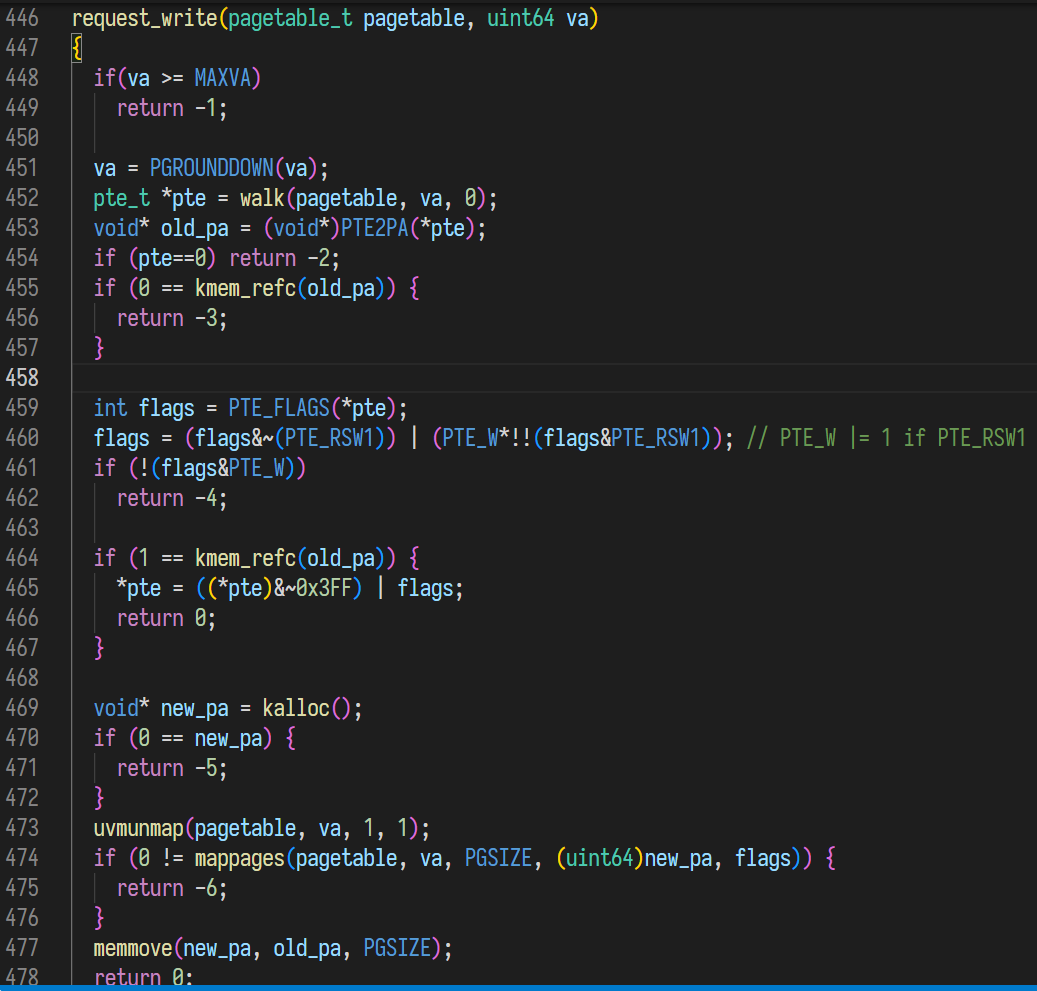 446 request_write(pagetable_t pagetable, uint64 va)
447 {
448   if(va >= MAXVA)
449     return -1;
450
451   va = PGROUNDDOWN(va);
452   pte_t *pte = walk(pagetable, va, 0);
453   void* old_pa = (void*)PTE2PA(*pte);
454   if (pte==0) return -2;
455   if (0 == kmem_refc(old_pa)) {
456     return -3;
457   }
458
459   int flags = PTE_FLAGS(*pte);
460   flags = (flags&~(PTE_RSW1)) | (PTE_W*!!(flags&PTE_RSW1)); // PTE_W |= 1 if PTE_RSW1
461   if (!(flags&PTE_W))
462     return -4;
463
464   if (1 == kmem_refc(old_pa)) {
465     *pte = ((*pte)&~0x3FF) | flags;
466     return 0;
467   }
468
469   void* new_pa = kalloc();
470   if (0 == new_pa) {
471     return -5;
472   }
473   uvmunmap(pagetable, va, 1, 1);
474   if (0 != mappages(pagetable, va, PGSIZE, (uint64)new_pa, flags)) {
475     return -6;
476   }
477   memmove(new_pa, old_pa, PGSIZE);
478   return 0;